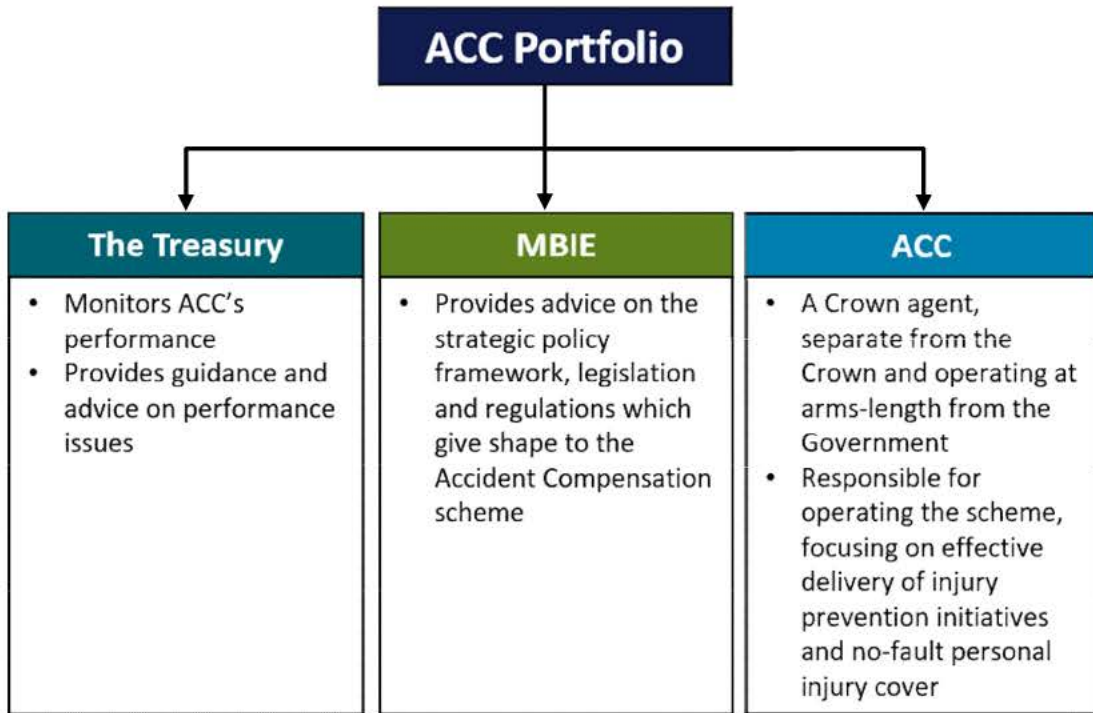 ACC Portfolio
The Treasury
• Monitors ACC's
performance
• Provides guidance and
advice on performance
issues
MBIE
• Provides advice on the
strategic policy
framework, legislation
and regulations which
give shape to the
Accident Compensation
scheme
ACC
• A Crown agent,
separate from the
Crown and operating at
arms-length from the
Government
• Responsible for
operating the scheme,
focusing on effective
delivery of injury
prevention initiatives
and no-fault personal
injury cover